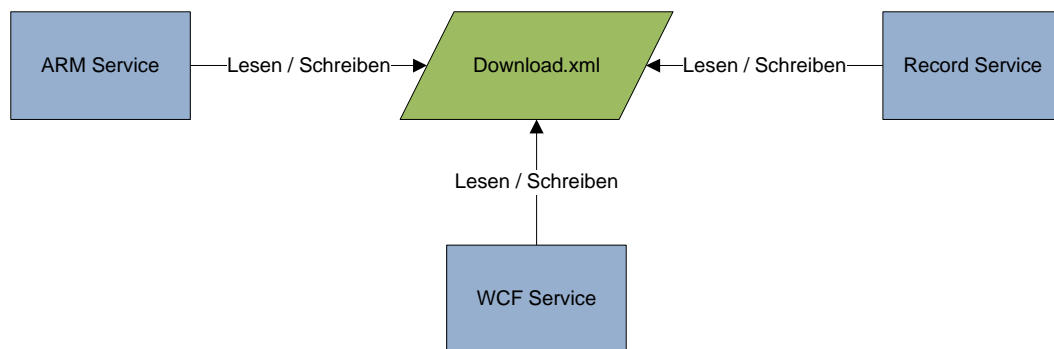 ARM Service
Lesen / Schreiben
Download.xml
Lesen / Schreiben
Record Service
Lesen / Schreiben
WCF Service